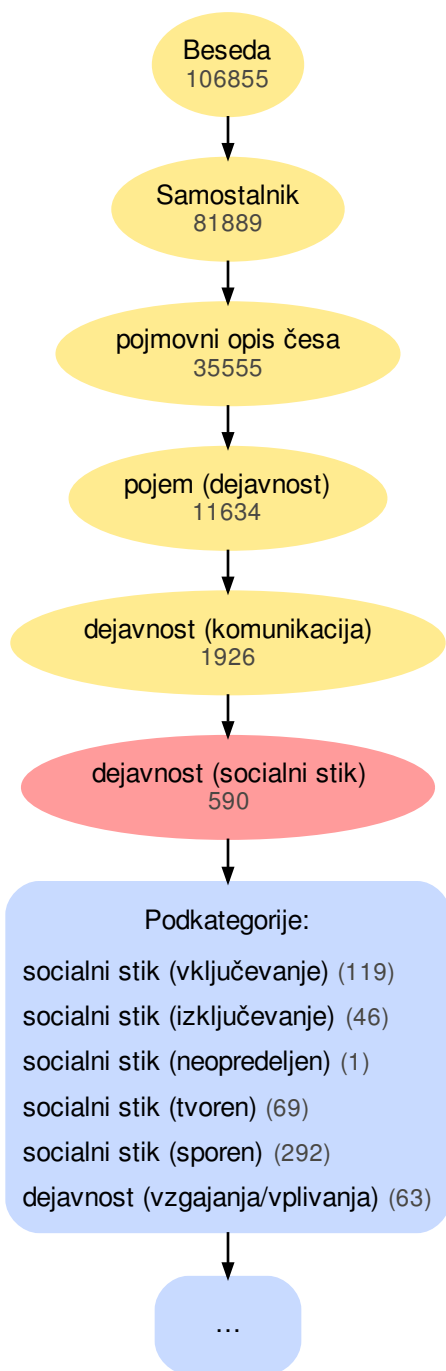 Beseda
106855
Samostalnik
81889
pojmovni opis česa
35555
pojem (dejavnost)
11634
dejavnost (komunikacija)
1926
dejavnost (socialni stik)
590
Podkategorije:
socialni stik (vključevanje) (119)
socialni stik (izključevanje) (46)
socialni stik (neopredeljen) (1)
socialni stik (tvoren) (69)
socialni stik (sporen) (292)
dejavnost (vzgajanja/vplivanja) (63)
...